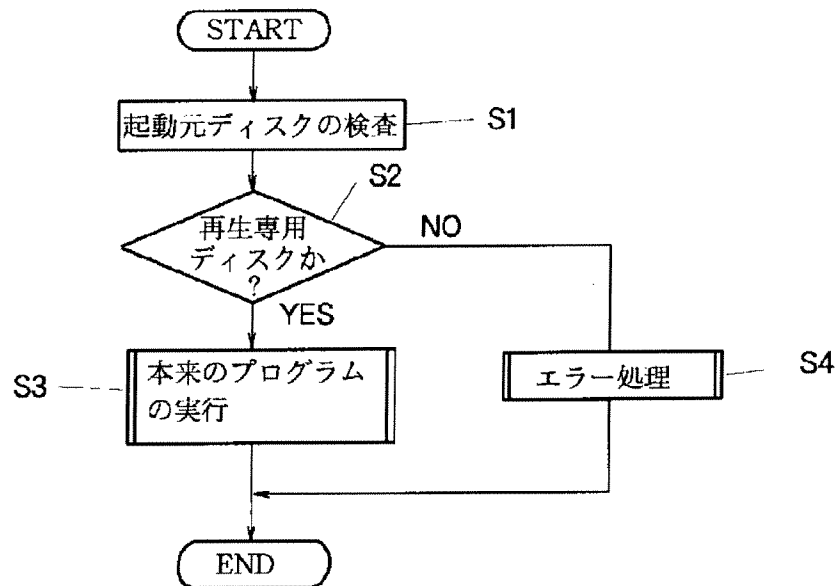 START
起動元ディスクの検査
S1
S2
再生専用
ディスクか
?
NO
YES
S3
本来のプログラム
の実行
エラー処理
S4
END